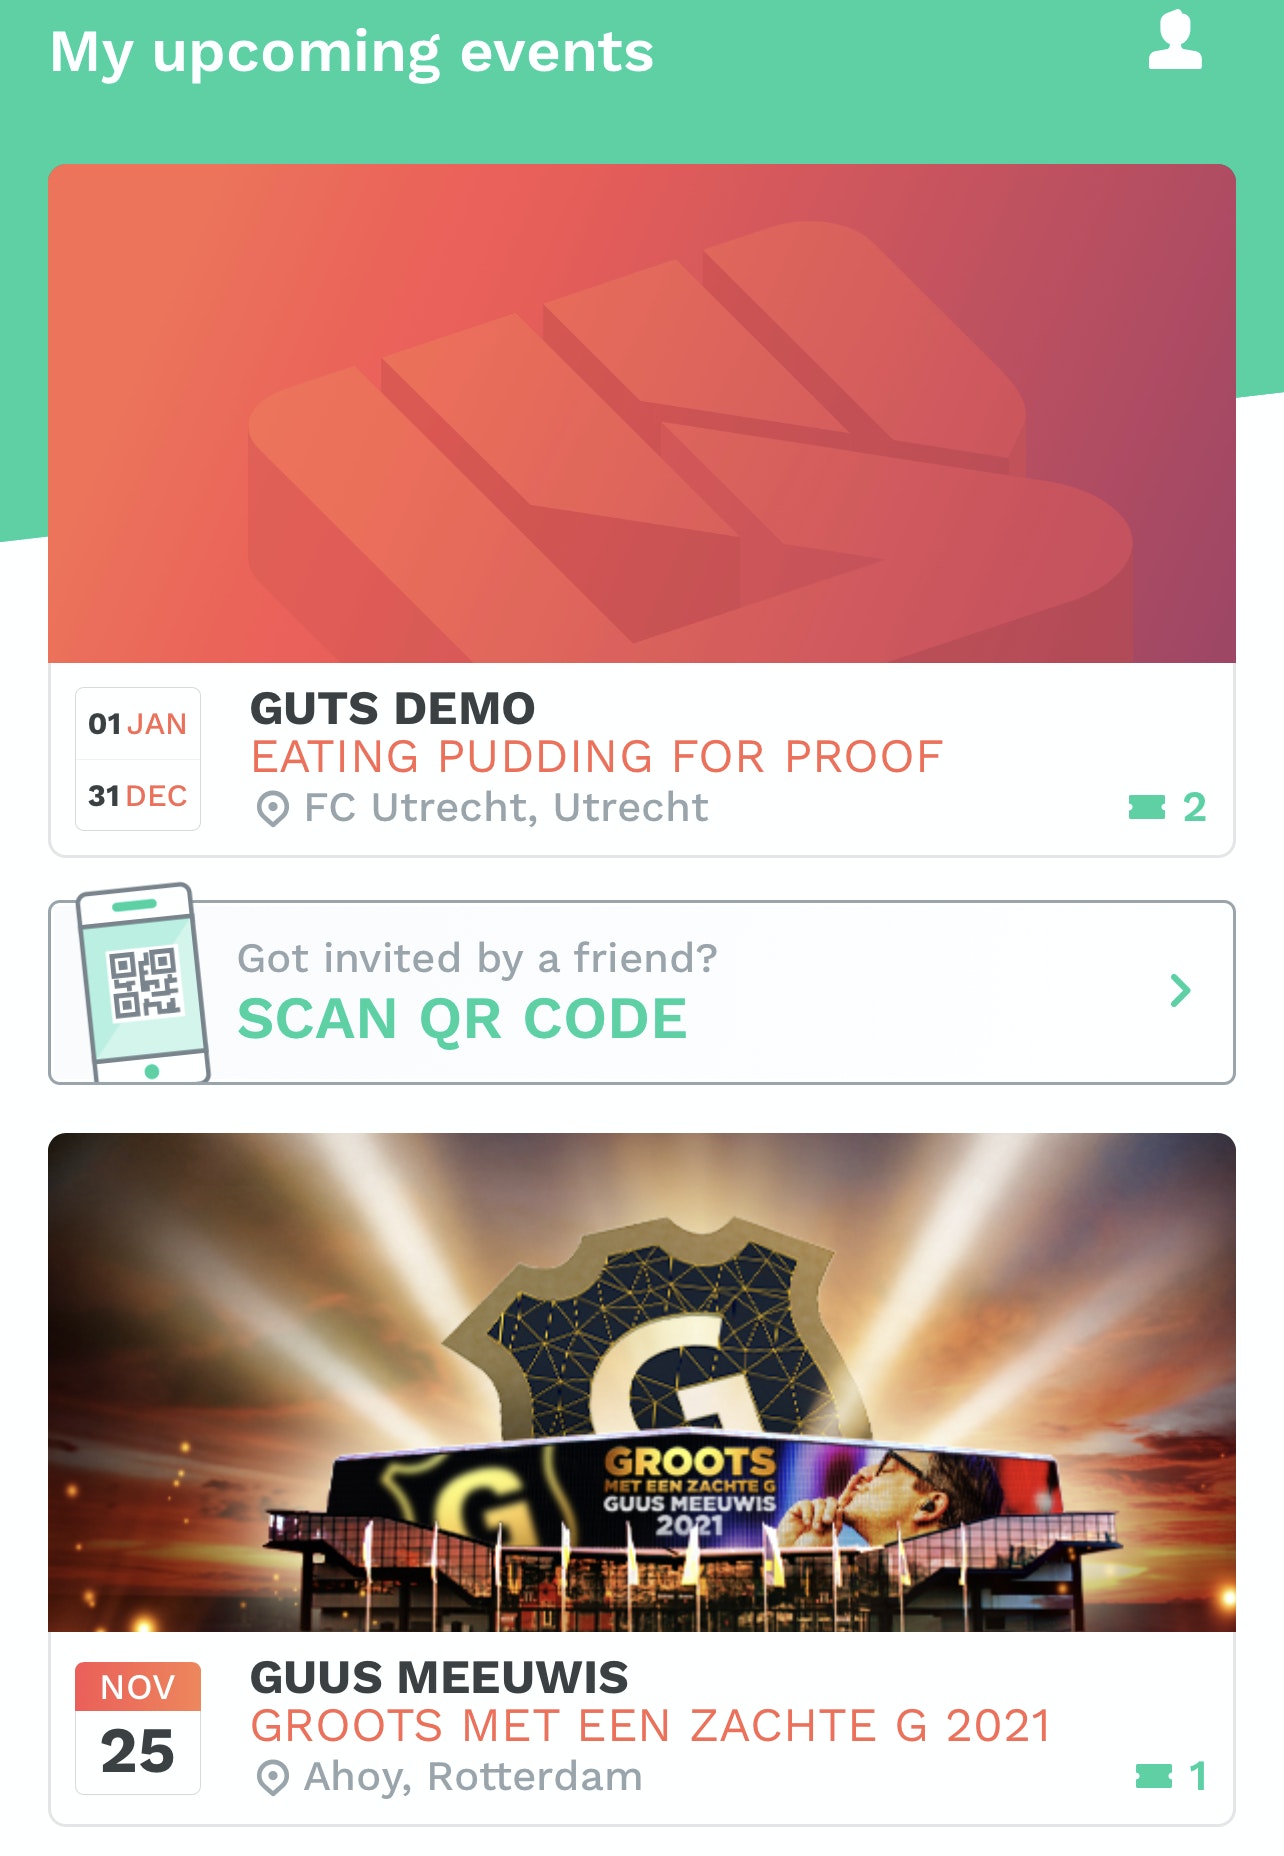 My upcoming events
01 JAN
31 DEC
GUTS DEMO
EATING PUDDING FOR PROOF
FC Utrecht, Utrecht
2
Got invited by a friend?
SCAN QR CODE
G
G
GROOTS
MET EEN ZACHTE G
GUUS MEEUWIS
2021
NOV
25
GUUS MEEUWIS
GROOTS MET EEN ZACHTE G 2021
Ahoy, Rotterdam
1